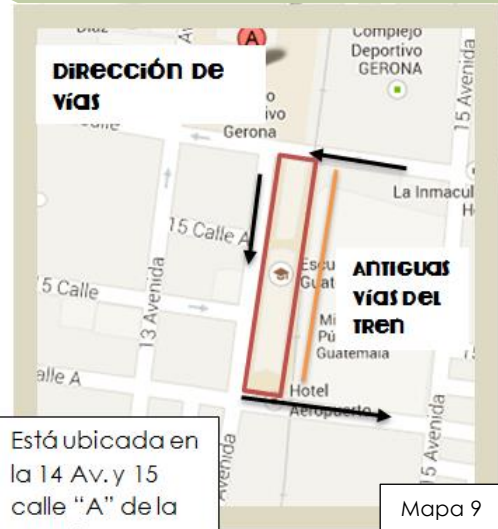 A
Complejo
Deportivo
GERONA
DIRECCIÓN DE
VÍAS
Gerona
15 Avenida
La Inmacul
15 Calle A
5 Calle
13 Avenida
ANTIGUAS
VÍAS DEL
TREN
Guatemala
alle A
Hotel
Aeropuerto
15 Avenida
Está ubicada en
la 14 Av. y 15
calle “A” de la
Mapa 9